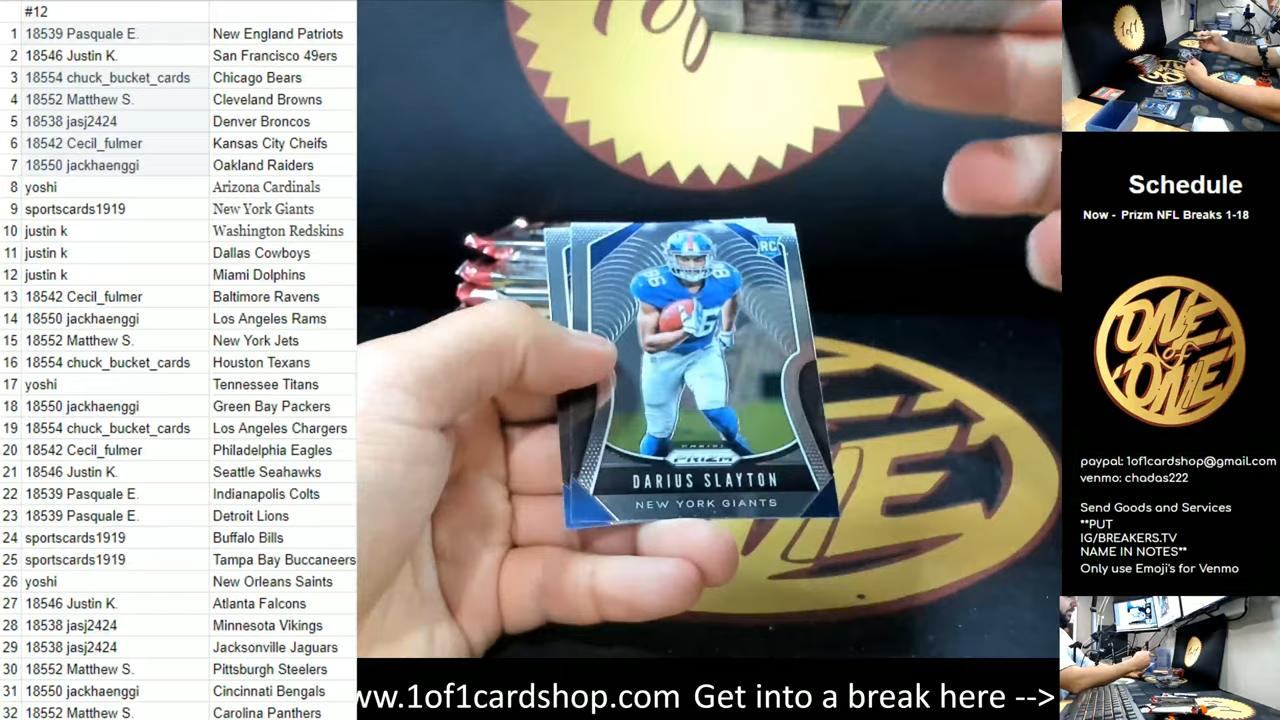 #12
1 18539 Pasquale E. New England Patriots
2 18546 Justin K. San Francisco 49ers
3 18554 chuck_bucket_cards Chicago Bears
4 18552 Matthew S. Cleveland Browns
5 18538 jasj2424 Denver Broncos
6 18542 Cecil_fulmer Kansas City Cheifs
7 18550 jackhaenggi Oakland Raiders
8 yoshi Arizona Cardinals
9 sportscards1919 New York Giants
10 justin k Washington Redskins
11 justin k Dallas Cowboys
12 justin k Miami Dolphins
13 18542 Cecil_fulmer Baltimore Ravens
14 18550 jackhaenggi Los Angeles Rams
15 18552 Matthew S. New York Jets
16 18554 chuck_bucket_cards Houston Texans
17 yoshi Tennessee Titans
18 18550 jackhaenggi Green Bay Packers
19 18554 chuck_bucket_cards Los Angeles Chargers
20 18542 Cecil_fulmer Philadelphia Eagles
21 18546 Justin K. Seattle Seahawks
22 18539 Pasquale E. Indianapolis Colts
23 18539 Pasquale E. Detroit Lions
24 sportscards1919 Buffalo Bills
25 sportscards1919 Tampa Bay Buccaneers
26 yoshi New Orleans Saints
27 18546 Justin K. Atlanta Falcons
28 18538 jasj2424 Minnesota Vikings
29 18538 jasj2424 Jacksonville Jaguars
30 18552 Matthew S. Pittsburgh Steelers
31 18550 jackhaenggi Cincinnati Bengals
32 18552 Matthew S. Carolina Panthers
RC
86
PANINI
PRIZM
DARIUS SLAYTON
NEW YORK GIANTS
ww.1of1cardshop.com Get into a break here -->
1of1
Schedule
Now - Prizm NFL Breaks 1-18
ONE
of
ONE
paypal: 1of1cardshop@gmail.com
venmo: chadas222
Send Goods and Services
**PUT
IG/BREAKERS.TV
NAME IN NOTES**
Only use Emoji's for Venmo